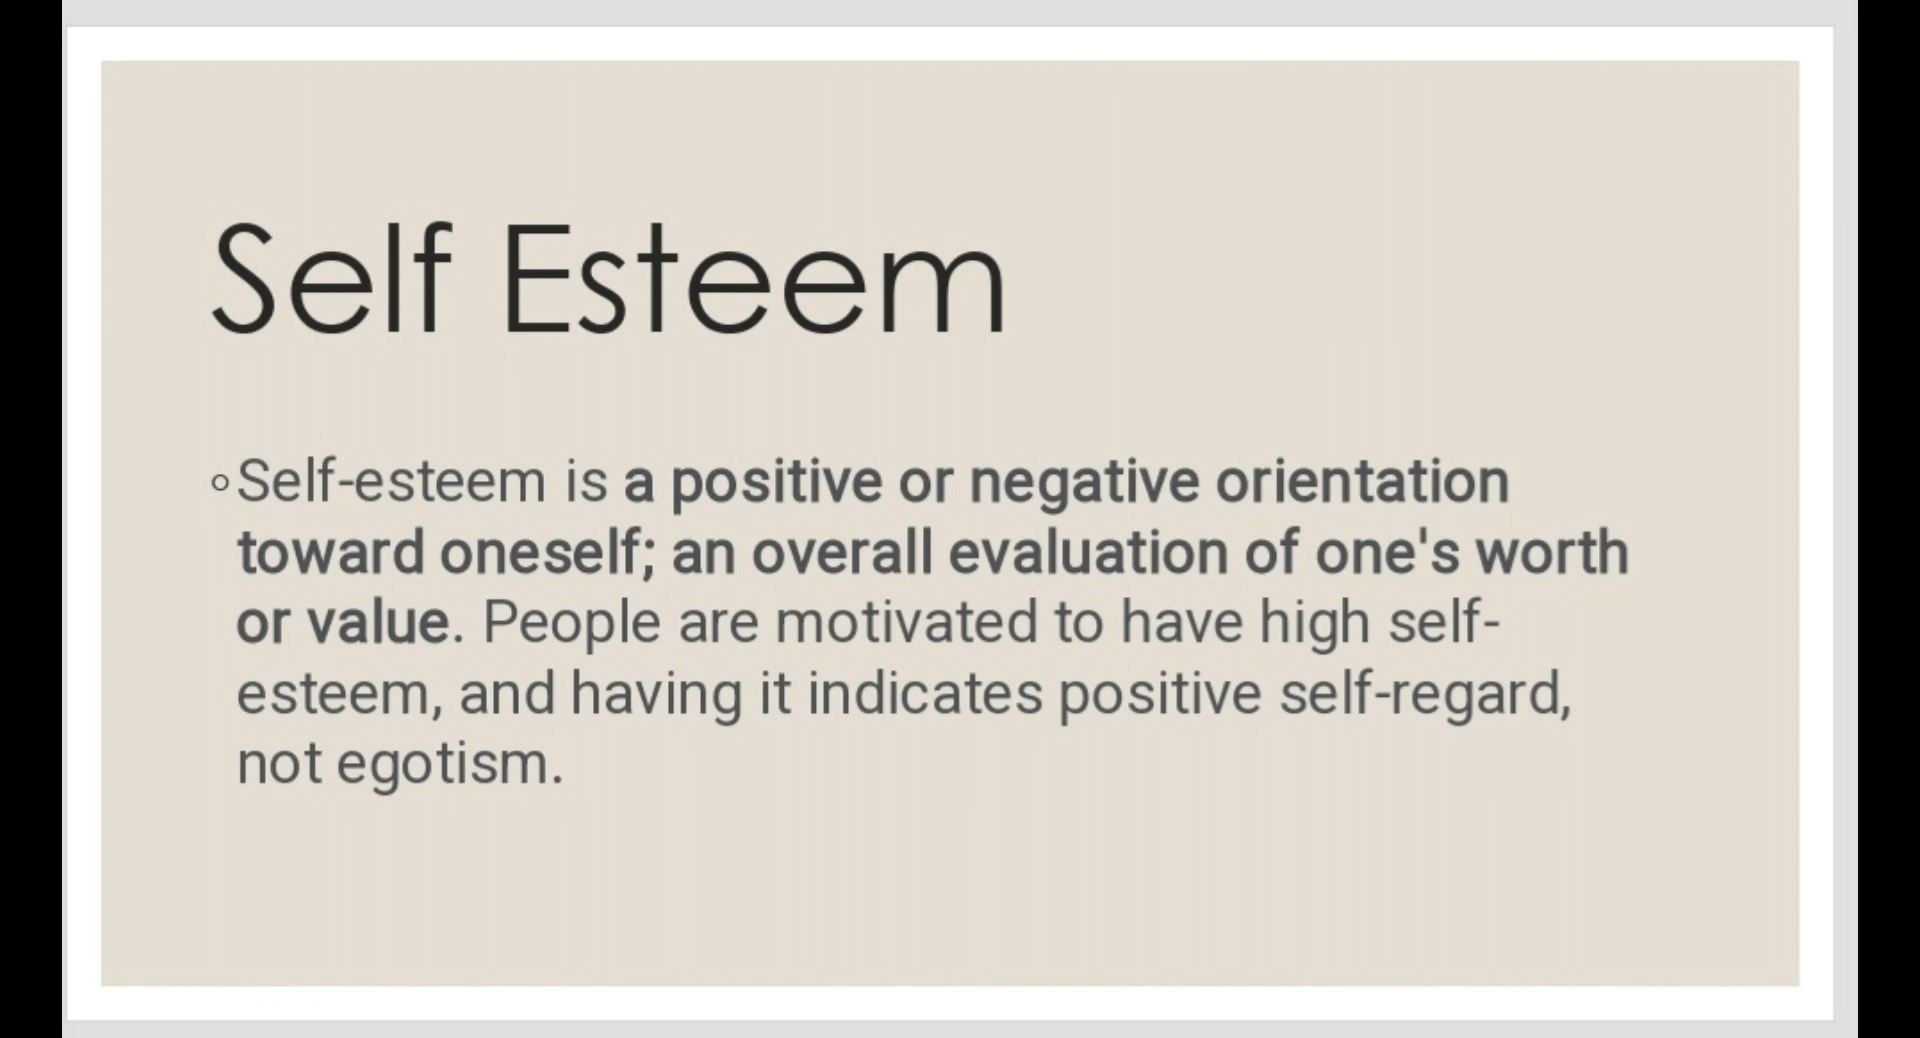 Self Esteem
◦Self-esteem is a positive or negative orientation
toward oneself; an overall evaluation of one's worth
or value. People are motivated to have high self-
esteem, and having it indicates positive self-regard,
not egotism.